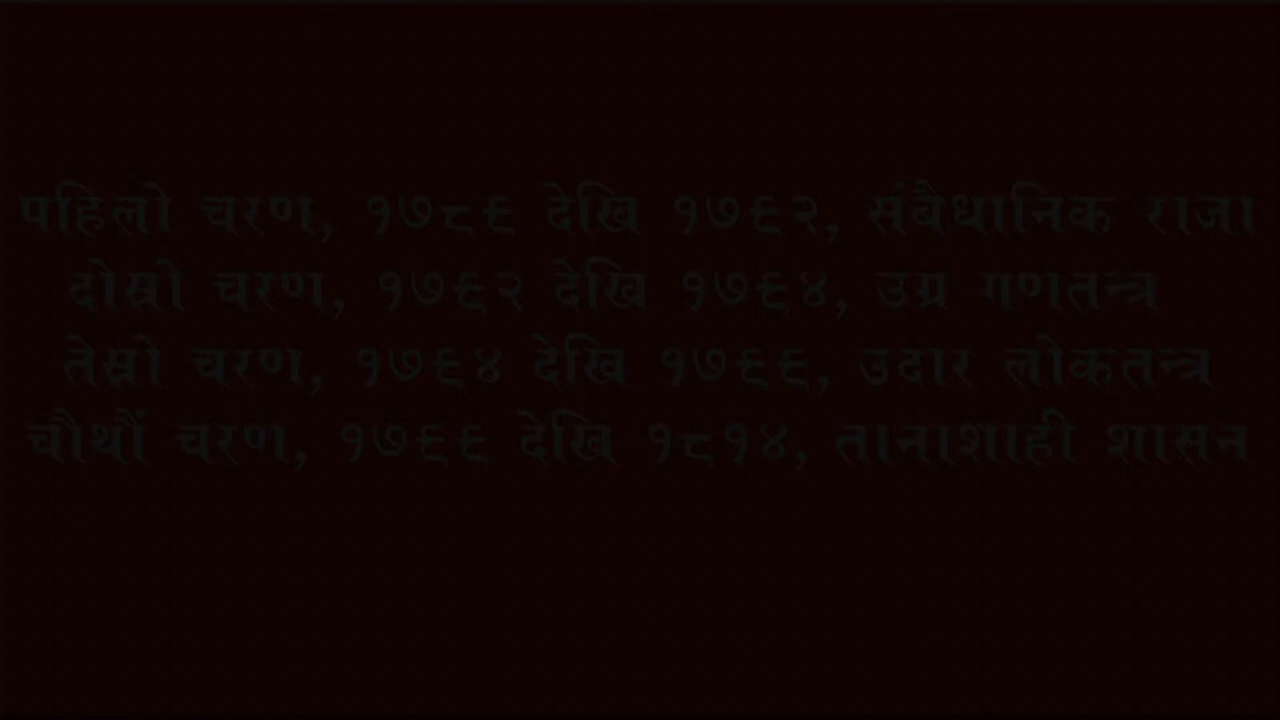 पहिलो चरण, १७८९ देखि १७९२, संवैधानिक राजा
दोस्रो चरण, १७९२ देखि १७९४, उग्र गणतन्त्र
तेस्रो चरण, १७९४ देखि १७९९, उदार लोकतन्त्र
चौथौं चरण, १७९९ देखि १८१४, तानाशाही शासन